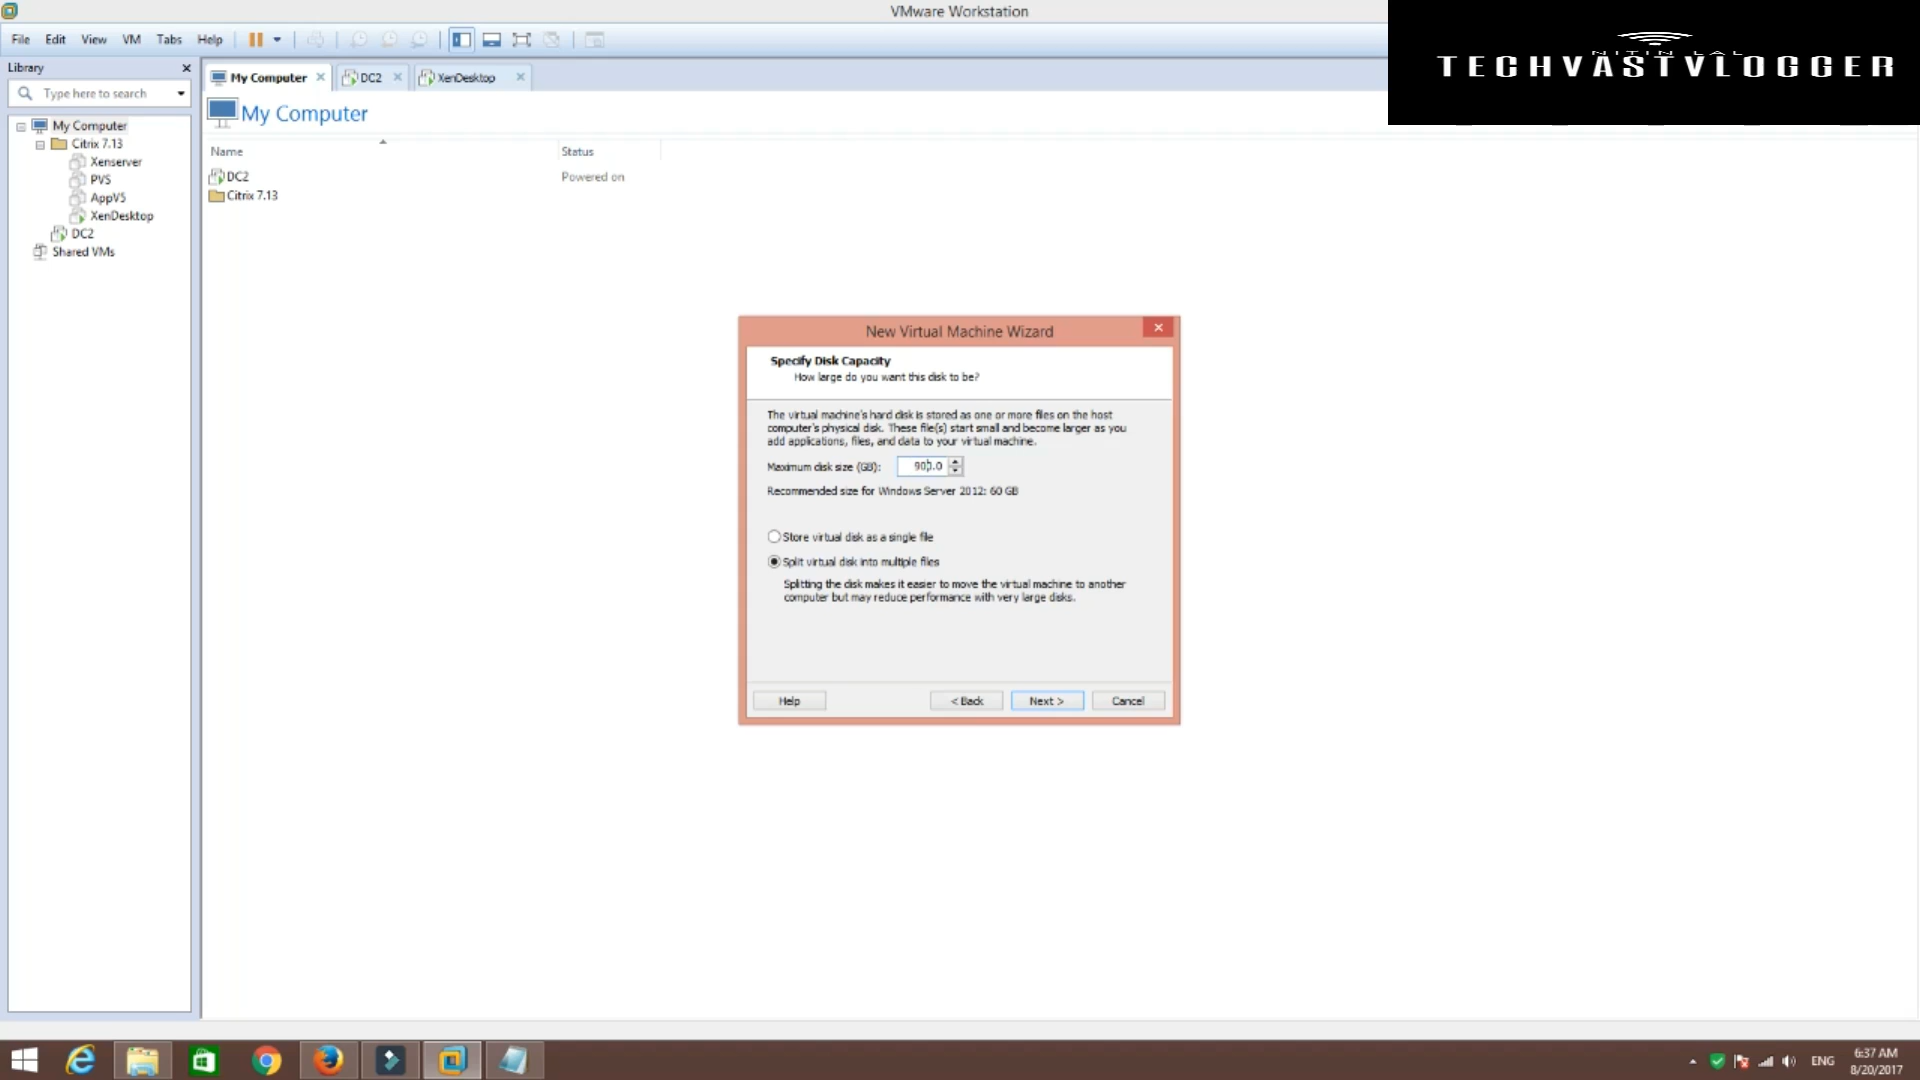 VMware Workstation
File Edit View VM Tabs Help
NITIN LAL
TECHVASTVLOGGER
Library
Type here to search
My Computer
Citrix 7.13
Xenserver
PVS
AppV5
XenDesktop
DC2
Shared VMs
My Computer DC2 XenDesktop
My Computer
Name Status
DC2 Powered on
Citrix 7.13
New Virtual Machine Wizard
Specify Disk Capacity
How large do you want this disk to be?
The virtual machine's hard disk is stored as one or more files on the host
computer's physical disk. These file(s) start small and become larger as you
add applications, files, and data to your virtual machine.
Maximum disk size (GB):
Recommended size for Windows Server 2012: 60 GB
Store virtual disk as a single file
Split virtual disk into multiple files
Splitting the disk makes it easier to move the virtual machine to another
computer but may reduce performance with very large disks.
Help < Back Next > Cancel
ENG
6:37 AM
8/20/2017